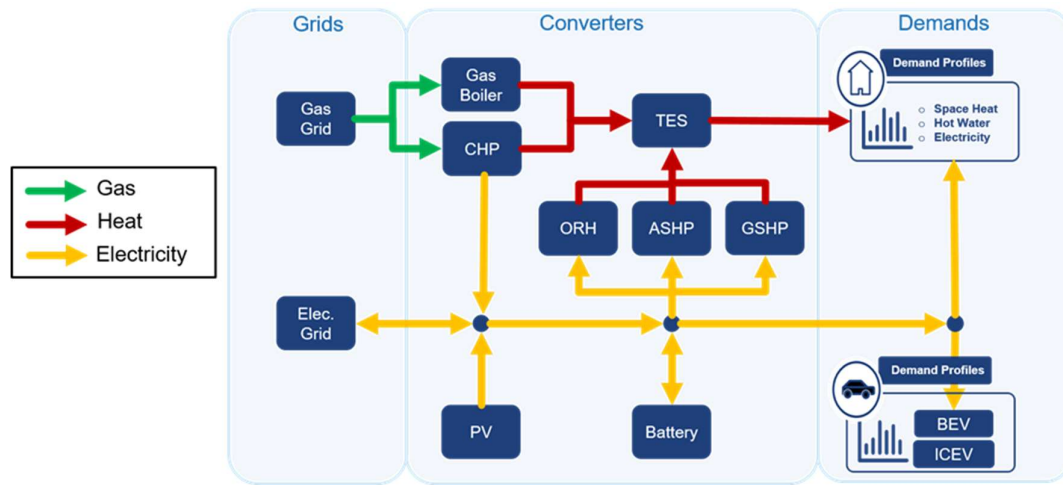 Grids
Converters
Demands
Gas
Heat
Electricity
Gas
Grid
Gas
Boiler
CHP
TES
Demand Profiles
Space Heat
Hot Water
Electricity
ORH
ASHP
GSHP
Elec.
Grid
PV
Battery
Demand Profiles
BEV
ICEV